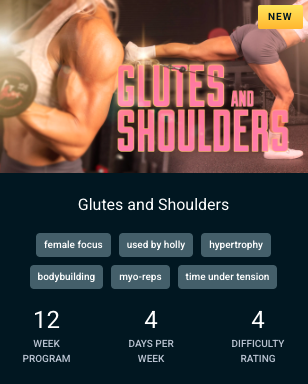 NEW
GLUTES AND
SHOULDERS
Glutes and Shoulders
female focus used by holly hypertrophy
bodybuilding myo-reps time under tension
12 4 4
WEEK DAYS PER DIFFICULTY
PROGRAM WEEK RATING